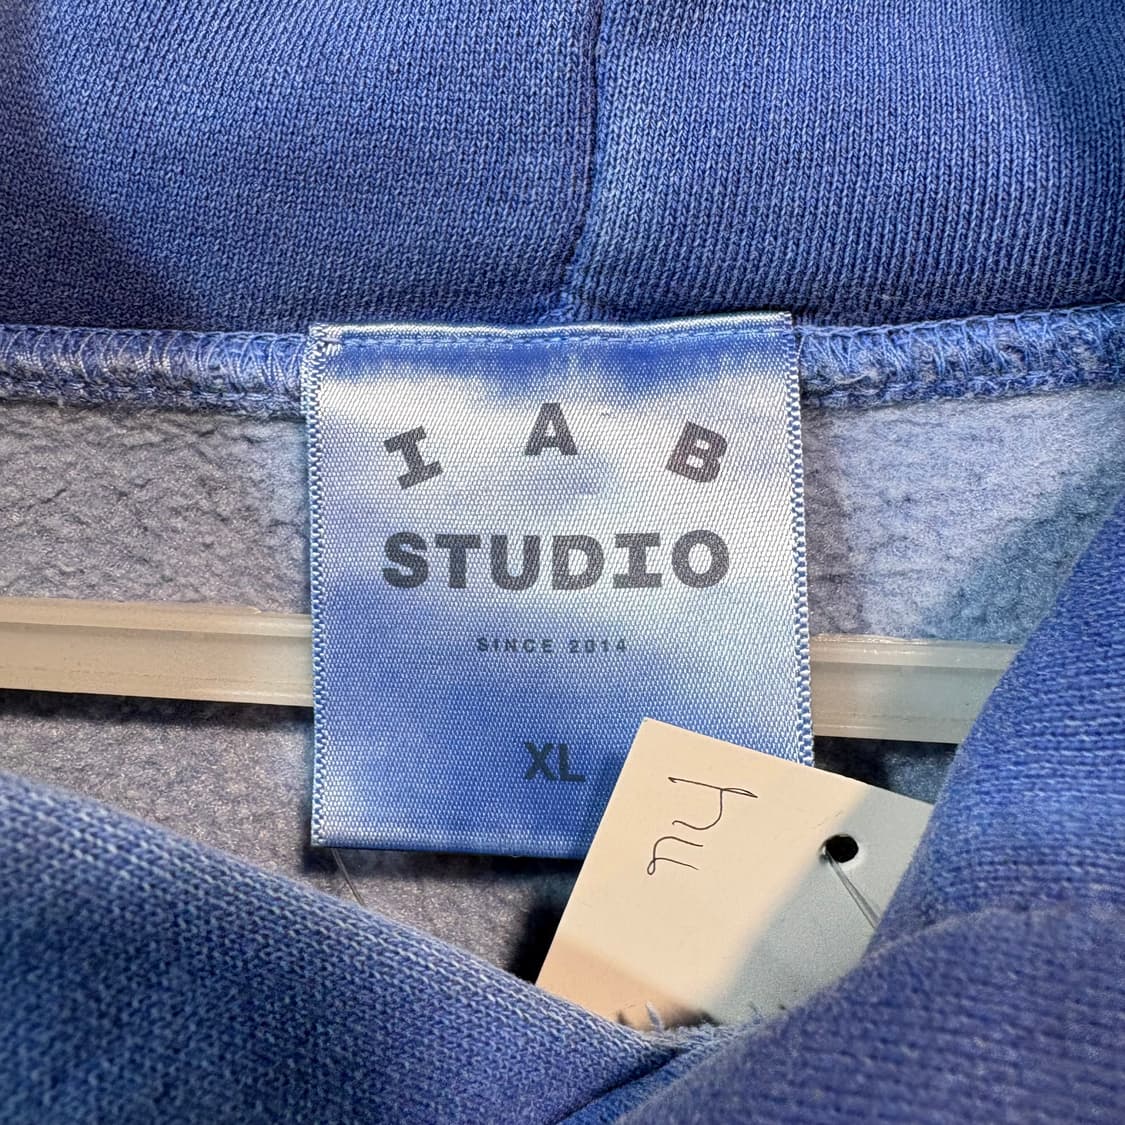 I A B
STUDIO
SINCE 2014
XL